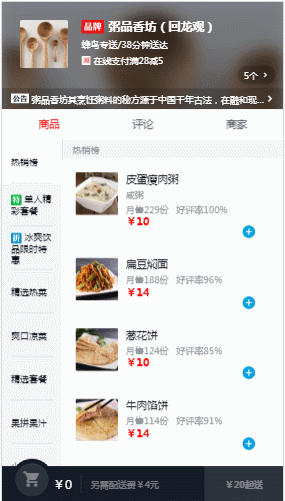 品牌 粥品香坊（回龙观）
蜂鸟专送/38分钟送达
减 在线支付满28减5
5个 >
公告 粥品香坊其烹饪粥料的秘方源于中国千年古法，在融和现... >
商品 评论 商家
热销榜
特 单人精彩套餐
折 冰爽饮品限时特惠
精选热菜
爽口凉菜
精选套餐
果拼果汁
热销榜
皮蛋瘦肉粥
咸粥
月售229份 好评率100%
¥10
扁豆焖面
月售188份 好评率96%
¥14
葱花饼
月售124份 好评率85%
¥10
牛肉馅饼
月售114份 好评率91%
¥14
¥0 另需配送费¥4元 ¥20起送